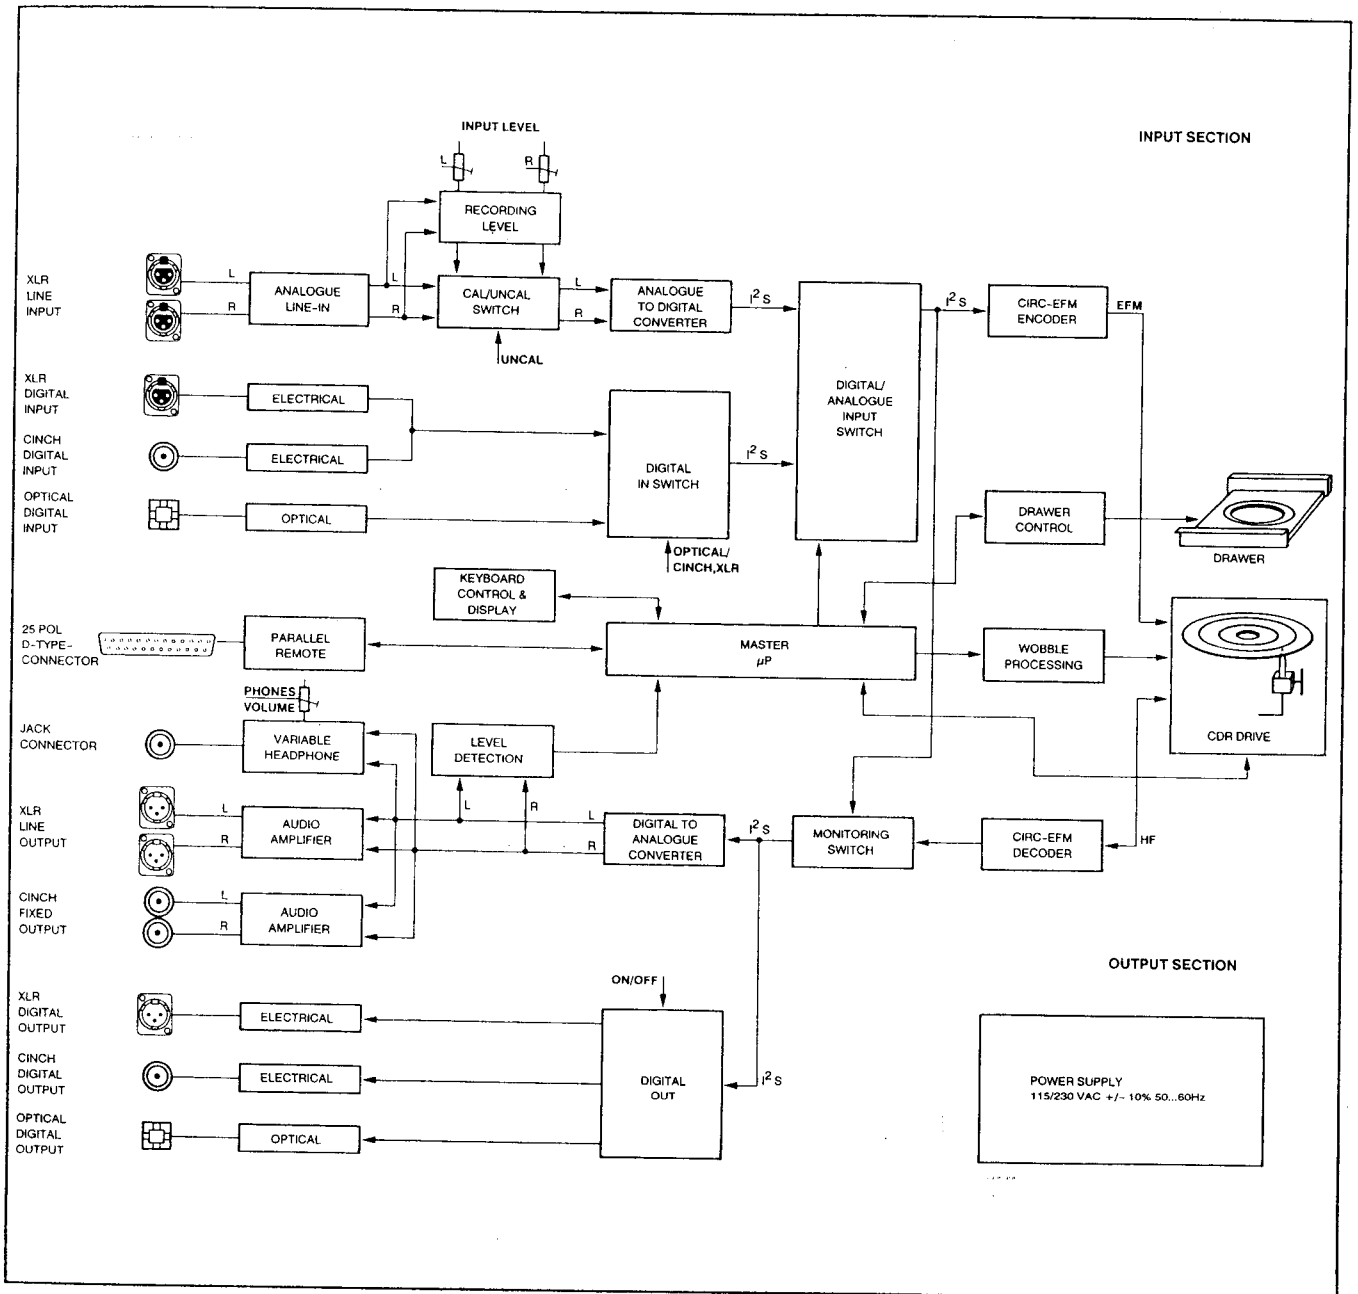 INPUT LEVEL
INPUT SECTION
L
R
RECORDING
LEVEL
XLR
LINE
INPUT
L
R
ANALOGUE
LINE-IN
L
R
CAL/UNCAL
SWITCH
UNCAL
L
R
ANALOGUE
TO DIGITAL
CONVERTER
I²S
DIGITAL/
ANALOGUE
INPUT
SWITCH
I²S
CIRC-EFM
ENCODER
EFM
XLR
DIGITAL
INPUT
ELECTRICAL
CINCH
DIGITAL
INPUT
ELECTRICAL
OPTICAL
DIGITAL
INPUT
OPTICAL
DIGITAL
IN SWITCH
I²S
OPTICAL/
CINCH,XLR
DRAWER
CONTROL
DRAWER
KEYBOARD
CONTROL &
DISPLAY
25 POL
D-TYPE-
CONNECTOR
PARALLEL
REMOTE
MASTER
µP
WOBBLE
PROCESSING
CDR DRIVE
PHONES
VOLUME
JACK
CONNECTOR
VARIABLE
HEADPHONE
LEVEL
DETECTION
L
R
XLR
LINE
OUTPUT
L
R
AUDIO
AMPLIFIER
L
R
DIGITAL TO
ANALOGUE
CONVERTER
I²S
MONITORING
SWITCH
CIRC-EFM
DECODER
HF
CINCH
FIXED
OUTPUT
L
R
AUDIO
AMPLIFIER
OUTPUT SECTION
ON/OFF
XLR
DIGITAL
OUTPUT
ELECTRICAL
CINCH
DIGITAL
OUTPUT
ELECTRICAL
OPTICAL
DIGITAL
OUTPUT
OPTICAL
DIGITAL
OUT
I²S
POWER SUPPLY
115/230 VAC +/- 10% 50...60Hz